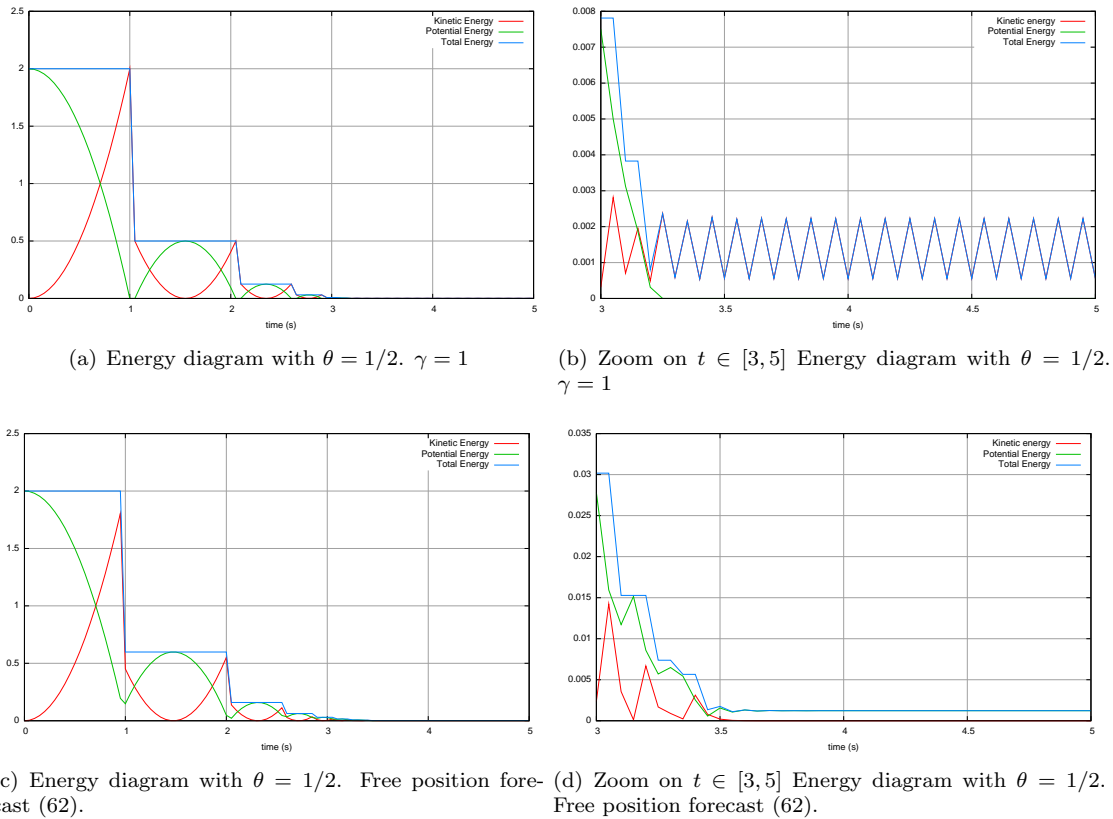 2.5
2
1.5
1
0.5
0
0 1 2 3 4 5
time (s)
Kinetic Energy
Potential Energy
Total Energy
0.008
0.007
0.006
0.005
0.004
0.003
0.002
0.001
0
3 3.5 4 4.5 5
time (s)
Kinetic energy
Potential Energy
Total Energy
(a) Energy diagram with θ = 1/2. γ = 1
(b) Zoom on t ∈ [3, 5] Energy diagram with θ = 1/2.
γ = 1
2.5
2
1.5
1
0.5
0
0 1 2 3 4 5
time (s)
Kinetic Energy
Potential Energy
Total Energy
0.035
0.03
0.025
0.02
0.015
0.01
0.005
0
3 3.5 4 4.5 5
time (s)
Kinetic energy
Potential Energy
Total Energy
c) Energy diagram with θ = 1/2. Free position fore-
cast (62).
(d) Zoom on t ∈ [3, 5] Energy diagram with θ = 1/2.
Free position forecast (62).